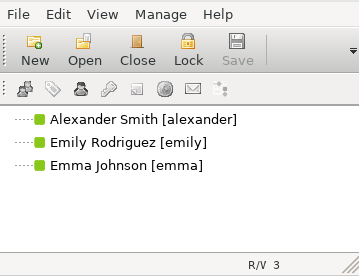 File Edit View Manage Help
New Open Close Lock Save
Alexander Smith [alexander]
Emily Rodriguez [emily]
Emma Johnson [emma]
R/V 3